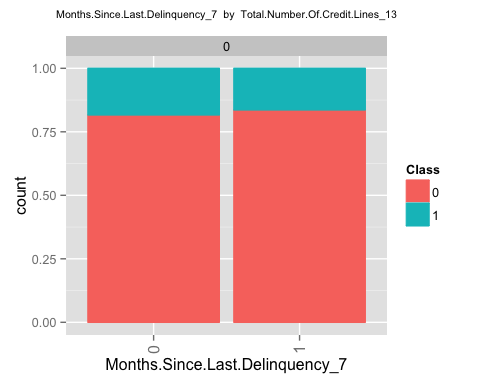 Months.Since.Last.Delinquency_7 by Total.Number.Of.Credit.Lines_13
0
1.00
0.75
0.50
0.25
0.00
count
0
1
Months.Since.Last.Delinquency_7
Class
0
1